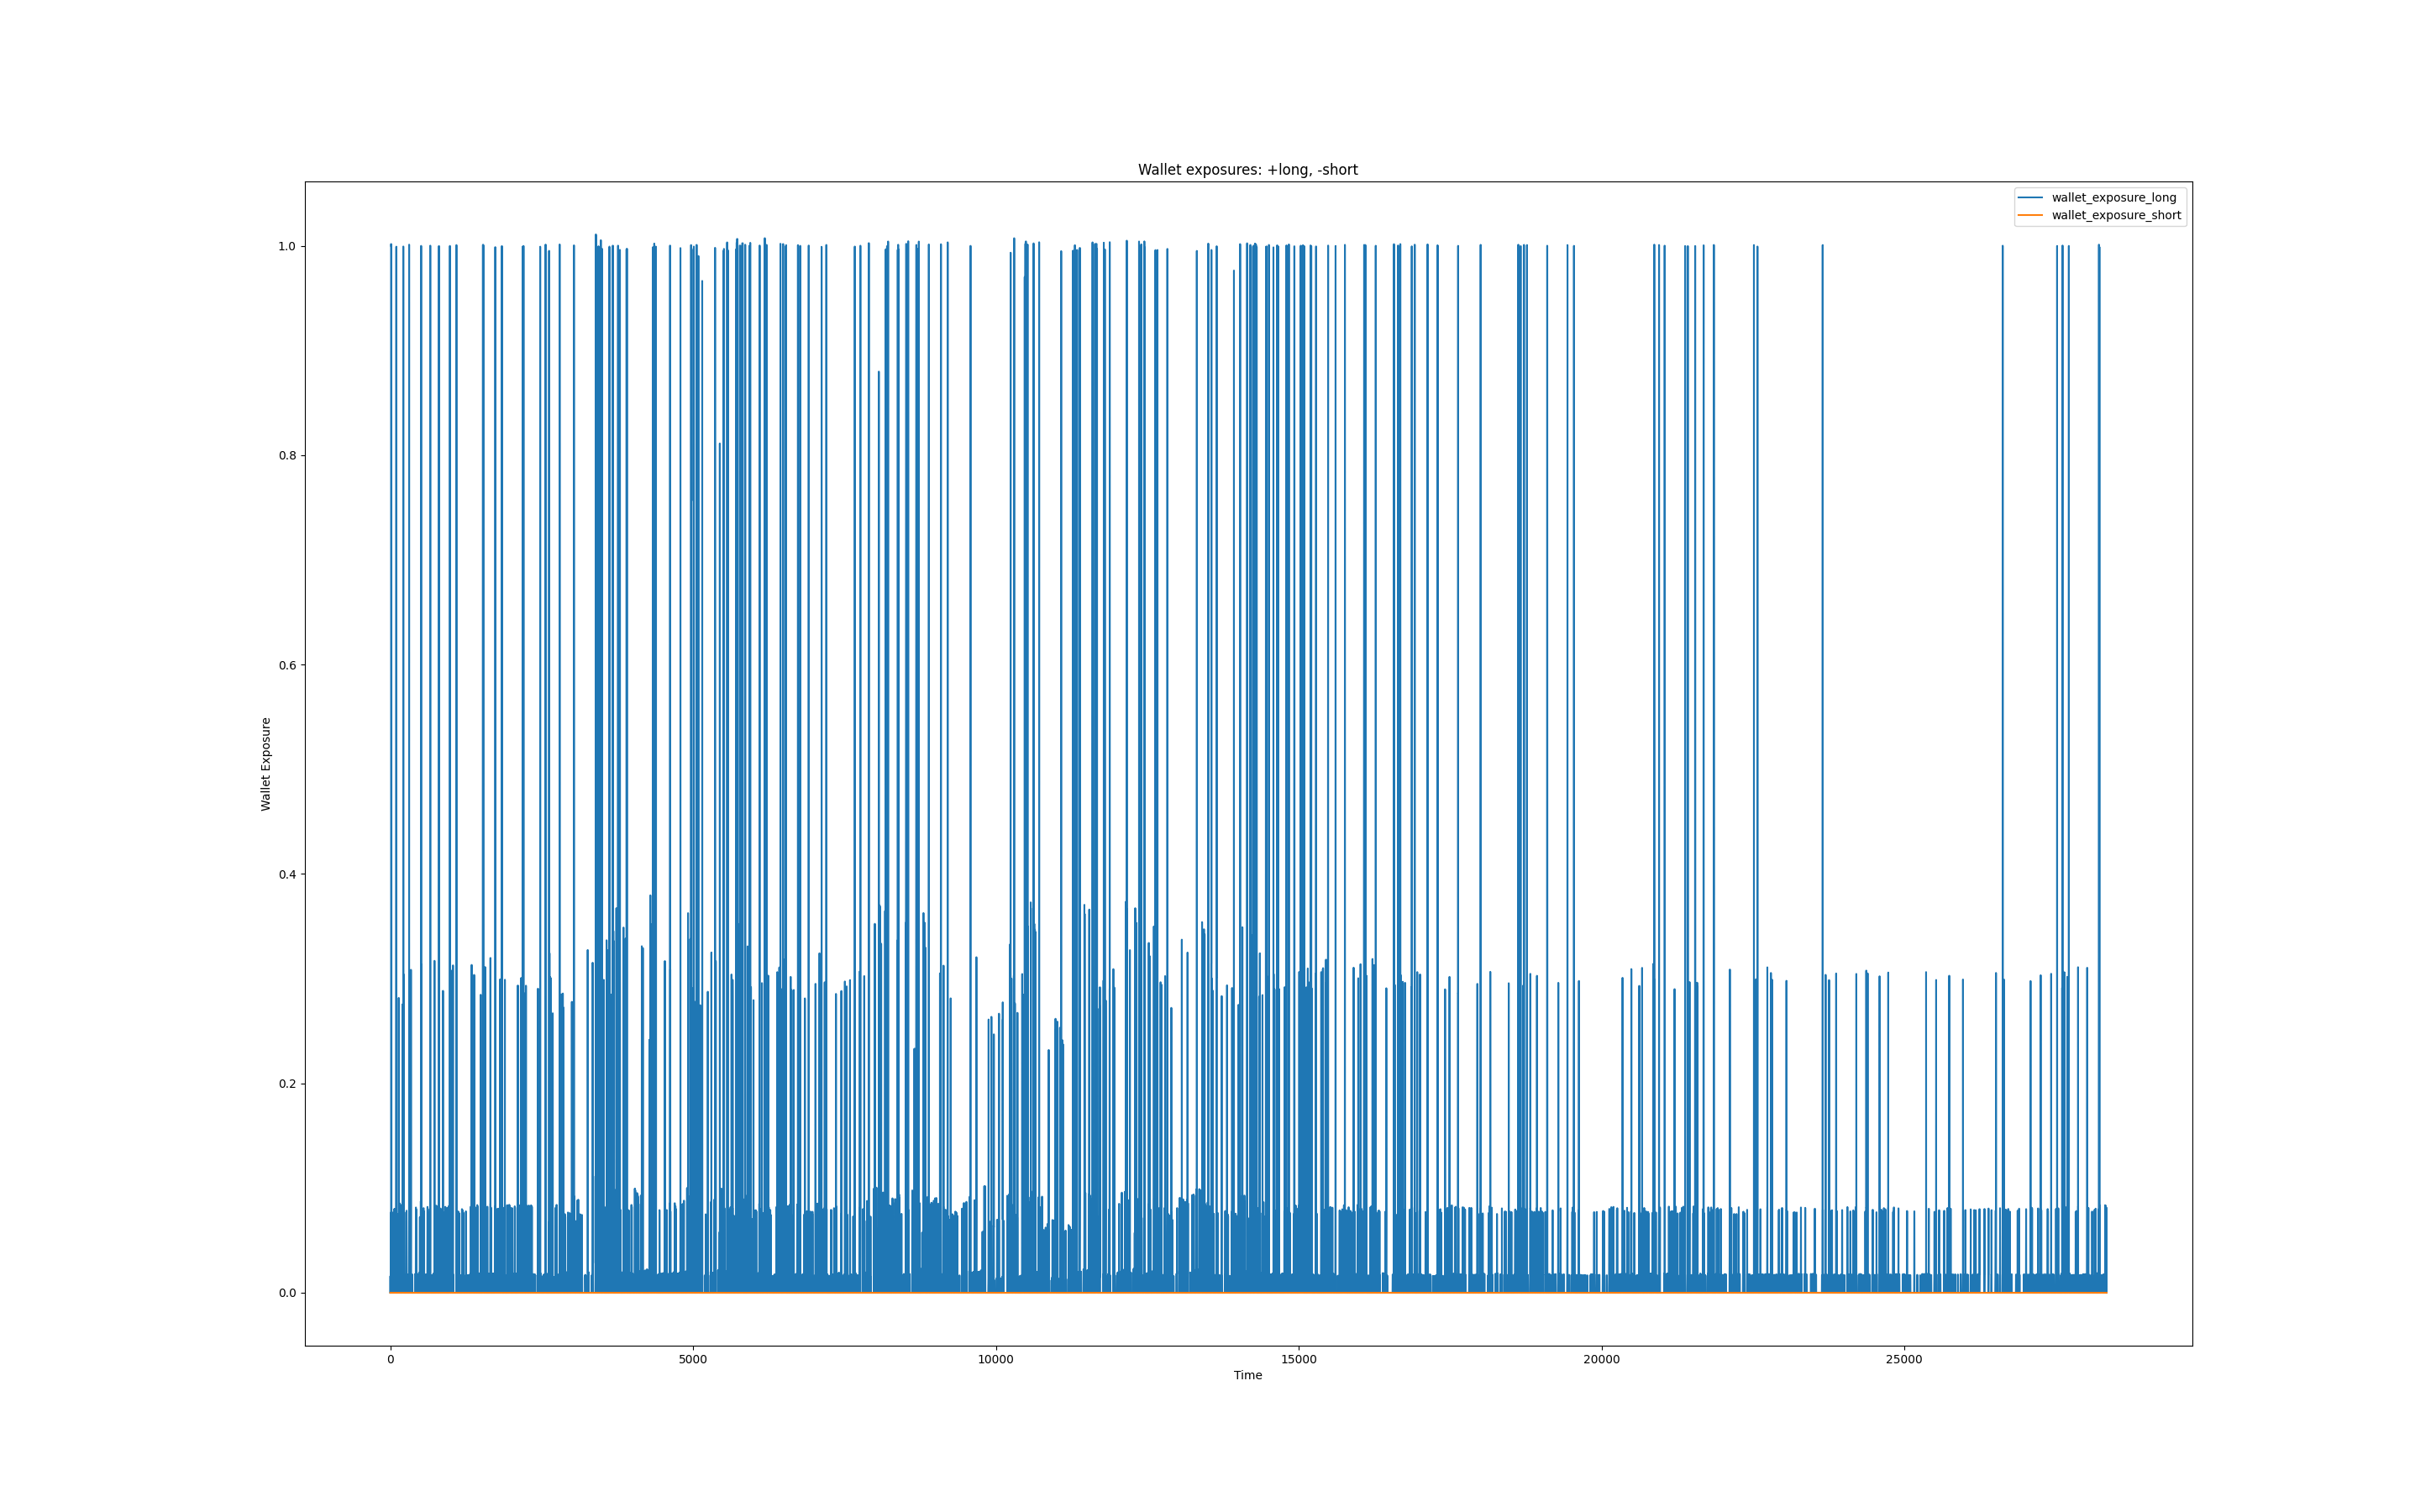 Wallet exposures: +long, -short
wallet_exposure_long
wallet_exposure_short
1.0
0.8
0.6
0.4
0.2
0.0
Wallet Exposure
0 5000 10000 15000 20000 25000
Time